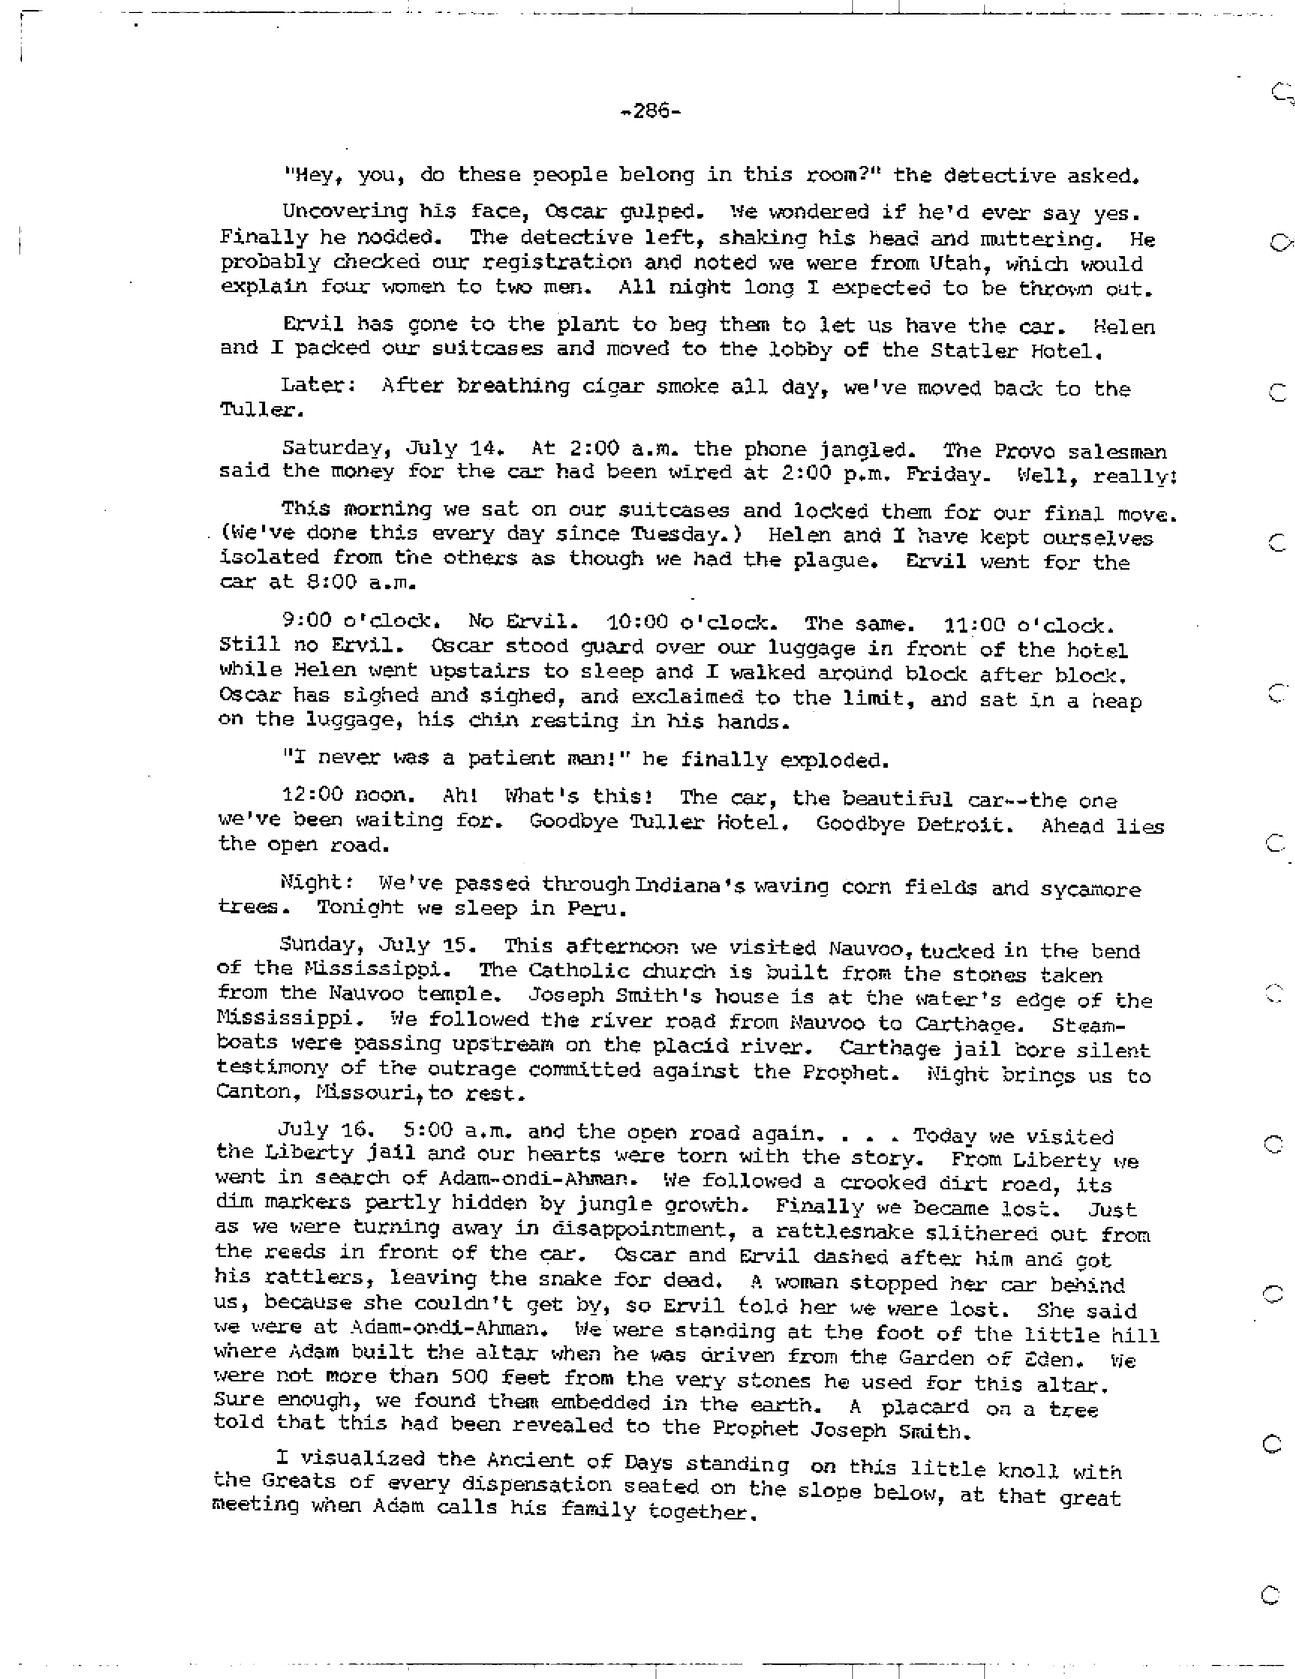 -286-
"Hey, you, do these people belong in this room?" the detective asked.
Uncovering his face, Oscar gulped. We wondered if he'd ever say yes.
Finally he nodded. The detective left, shaking his head and muttering. He
probably checked our registration and noted we were from Utah, which would
explain four women to two men. All night long I expected to be thrown out.
Ervil has gone to the plant to beg them to let us have the car. Helen
and I packed our suitcases and moved to the lobby of the Statler Hotel.
Later: After breathing cigar smoke all day, we've moved back to the
Tuller.
Saturday, July 14. At 2:00 a.m. the phone jangled. The Provo salesman
said the money for the car had been wired at 2:00 p.m. Friday. Well, really!
This morning we sat on our suitcases and locked them for our final move.
(We've done this every day since Tuesday.) Helen and I have kept ourselves
isolated from the others as though we had the plague. Ervil went for the
car at 8:00 a.m.
9:00 o'clock. No Ervil. 10:00 o'clock. The same. 11:00 o'clock.
Still no Ervil. Oscar stood guard over our luggage in front of the hotel
while Helen went upstairs to sleep and I walked around block after block.
Oscar has sighed and sighed, and exclaimed to the limit, and sat in a heap
on the luggage, his chin resting in his hands.
"I never was a patient man!" he finally exploded.
12:00 noon. Ah! What's this! The car, the beautiful car--the one
we've been waiting for. Goodbye Tuller Hotel. Goodbye Detroit. Ahead lies
the open road.
Night: We've passed through Indiana's waving corn fields and sycamore
trees. Tonight we sleep in Peru.
Sunday, July 15. This afternoon we visited Nauvoo, tucked in the bend
of the Mississippi. The Catholic church is built from the stones taken
from the Nauvoo temple. Joseph Smith's house is at the water's edge of the
Mississippi. We followed the river road from Nauvoo to Carthage. Steam-
boats were passing upstream on the placid river. Carthage jail bore silent
testimony of the outrage committed against the Prophet. Night brings us to
Canton, Missouri, to rest.
July 16. 5:00 a.m. and the open road again. . . . Today we visited
the Liberty jail and our hearts were torn with the story. From Liberty we
went in search of Adam-ondi-Ahman. We followed a crooked dirt road, its
dim markers partly hidden by jungle growth. Finally we became lost. Just
as we were turning away in disappointment, a rattlesnake slithered out from
the reeds in front of the car. Oscar and Ervil dashed after him and got
his rattlers, leaving the snake for dead. A woman stopped her car behind
us, because she couldn't get by, so Ervil told her we were lost. She said
we were at Adam-ondi-Ahman. We were standing at the foot of the little hill
where Adam built the altar when he was driven from the Garden of Eden. We
were not more than 500 feet from the very stones he used for this altar.
Sure enough, we found them embedded in the earth. A placard on a tree
told that this had been revealed to the Prophet Joseph Smith.
I visualized the Ancient of Days standing on this little knoll with
the Greats of every dispensation seated on the slope below, at that great
meeting when Adam calls his family together.